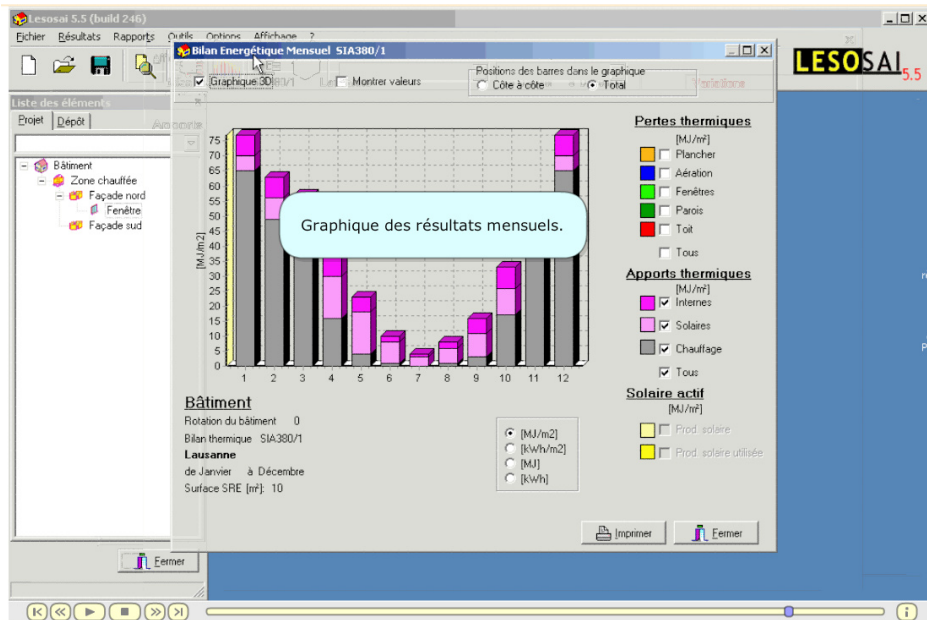 Lesosai 5.5 (build 246)
Fichier Résultats Rapports Outils Options Affichage ?
LESOSAI 5.5
Liste des éléments
Projet Dépôt
Bâtiment
Zone chauffée
Façade nord
Fenêtre
Façade sud
Fermer
Bilan Energétique Mensuel SIA380/1
Graphique 3D
Montrer valeurs
Positions des barres dans le graphique
Côte à côte
Total
Variations
75
70
65
60
55
50
45
40
35
30
25
20
15
10
5
0
[MJ/m2]
1 2 3 4 5 6 7 8 9 10 11 12
Graphique des résultats mensuels.
Pertes thermiques
[MJ/m²]
Plancher
Aération
Fenêtres
Parois
Toit
Tous
Apports thermiques
[MJ/m²]
Internes
Solaires
Chauffage
Tous
Solaire actif
[MJ/m²]
Prod. solaire
Prod. solaire utilisée
Bâtiment
Rotation du bâtiment 0
Bilan thermique SIA380/1
Lausanne
de Janvier à Décembre
Surface SRE [m²]: 10
[MJ/m2]
[kWh/m2]
[MJ]
[kWh]
Imprimer
Fermer